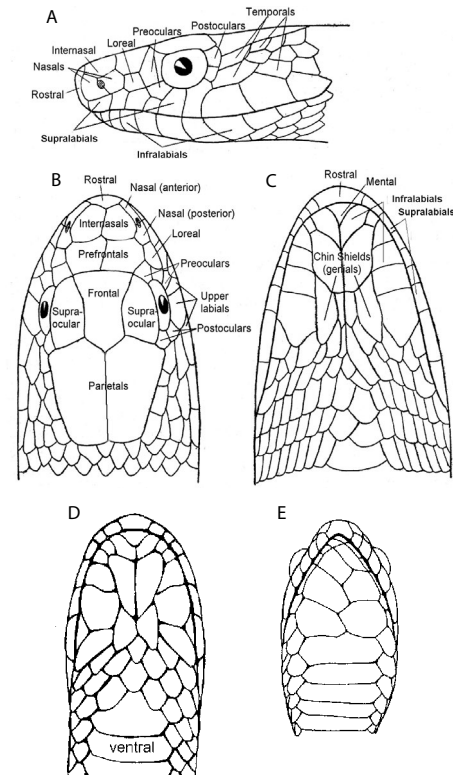 A
Temporals
Postoculars
Preoculars
Loreal
Internasal
Nasals
Rostral
Supralabials
Infralabials
B
Rostral
Nasal (anterior)
Nasal (posterior)
Internasals
Loreal
Prefrontals
Preoculars
Frontal
Supra-
ocular
Supra-
ocular
Upper
labials
Postoculars
Parietals
C
Rostral
Mental
Infralabials
Supralabials
Chin Shields
(genials)
D
ventral
E